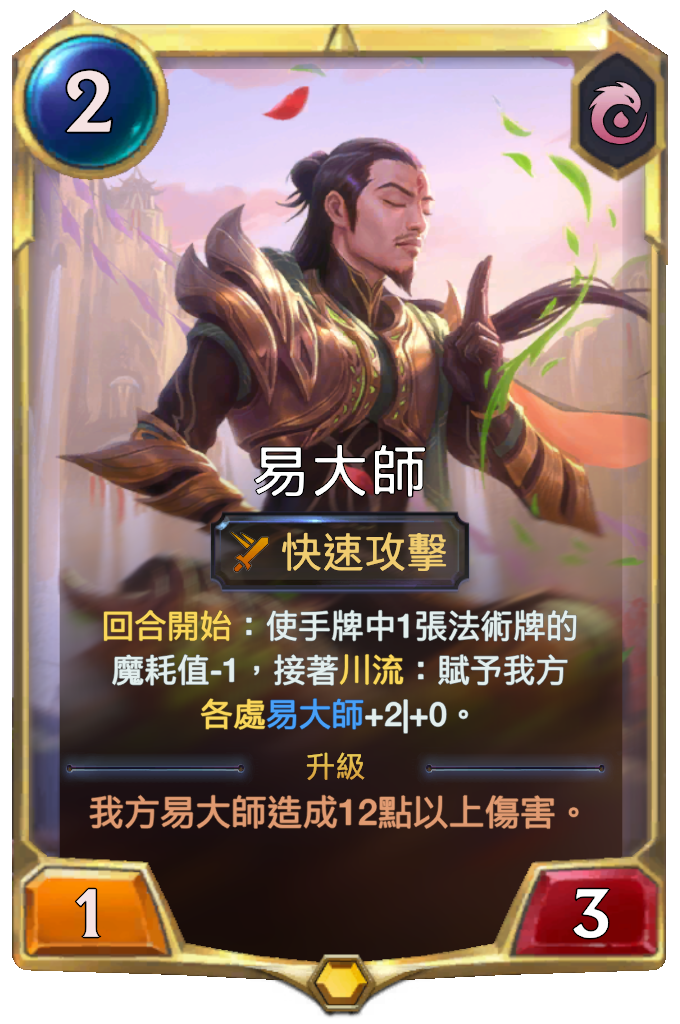 2
易大師
快速攻擊
回合開始：使手牌中1張法術牌的
魔耗值-1，接著川流：賦予我方
各處易大師+2|+0。
升級
我方易大師造成12點以上傷害。
1
3